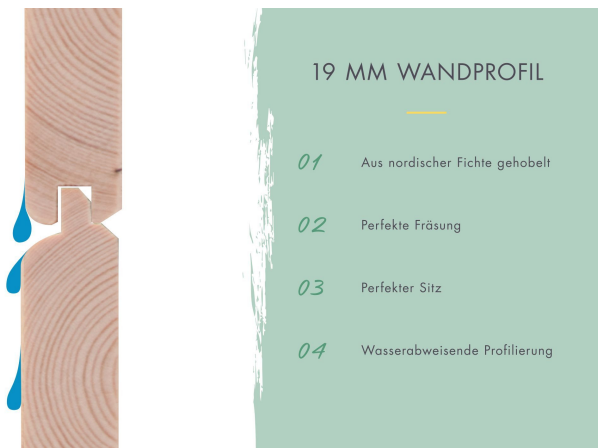 19 MM WANDPROFIL
01 Aus nordischer Fichte gehobelt
02 Perfekte Fräsung
03 Perfekter Sitz
04 Wasserabweisende Profilierung